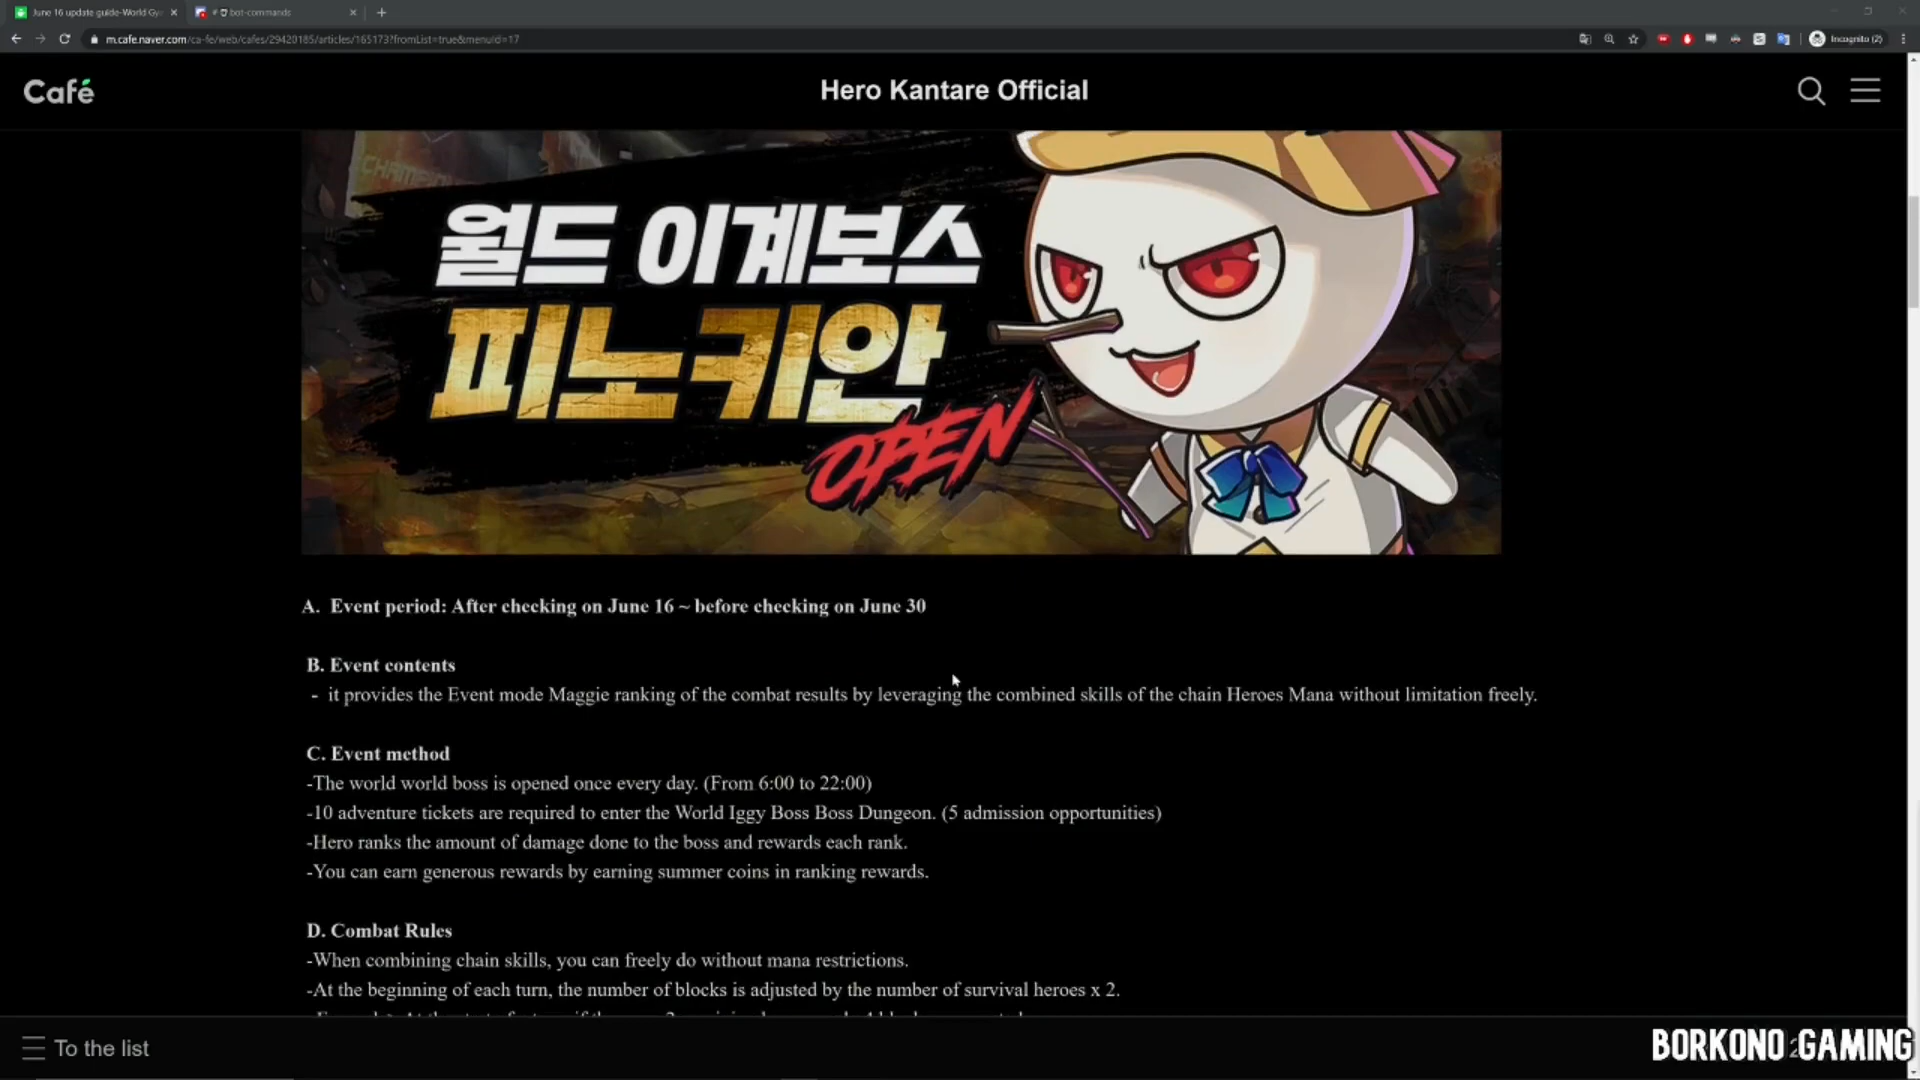 June 16 update guide-World Gy
bot-commands
m.cafe.naver.com/ca-fe/web/cafes/29420185/articles/165173?fromList=true&menuid=17
Incognito (2)
Café
Hero Kantare Official
월드 이계보스
피노키안
OPEN
A. Event period: After checking on June 16 ~ before checking on June 30
B. Event contents
- it provides the Event mode Maggie ranking of the combat results by leveraging the combined skills of the chain Heroes Mana without limitation freely.
C. Event method
-The world world boss is opened once every day. (From 6:00 to 22:00)
-10 adventure tickets are required to enter the World Iggy Boss Boss Dungeon. (5 admission opportunities)
-Hero ranks the amount of damage done to the boss and rewards each rank.
-You can earn generous rewards by earning summer coins in ranking rewards.
D. Combat Rules
-When combining chain skills, you can freely do without mana restrictions.
-At the beginning of each turn, the number of blocks is adjusted by the number of survival heroes x 2.
To the list
BORKONO GAMING